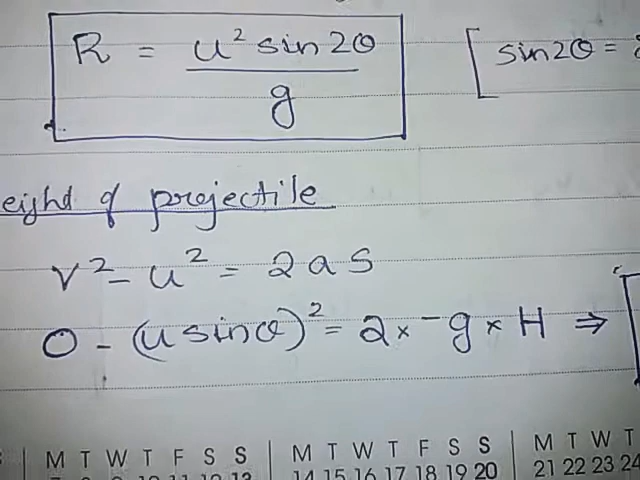 R = u² sin2θ / g [ sin2θ =
eight of projectile
v² - u² = 2as
0 - (u sinθ)² = 2 × -g × H ⇒ [
M T W T F S S M T W T F S S M T W T
14 15 16 17 18 19 20 21 22 23 24